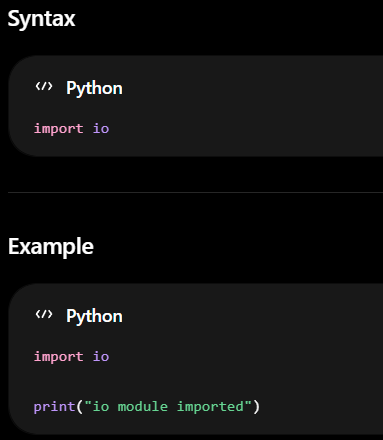 Syntax
Python
import io
Example
Python
import io
print("io module imported")